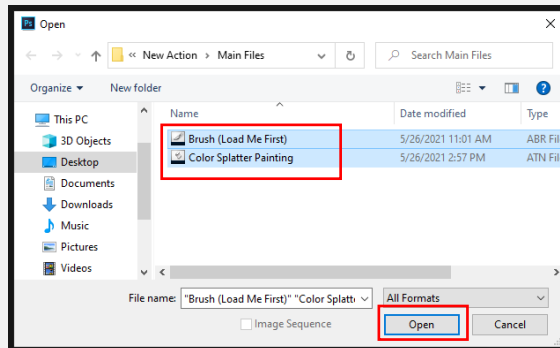 Ps Open
« New Action > Main Files
Search Main Files
Organize
New folder
This PC
3D Objects
Desktop
Documents
Downloads
Music
Pictures
Videos
Name
Date modified
Type
Brush (Load Me First)
5/26/2021 11:01 AM
ABR Fil
Color Splatter Painting
5/26/2021 2:57 PM
ATN Fil
File name:
"Brush (Load Me First)" "Color Splatt
All Formats
Image Sequence
Open
Cancel